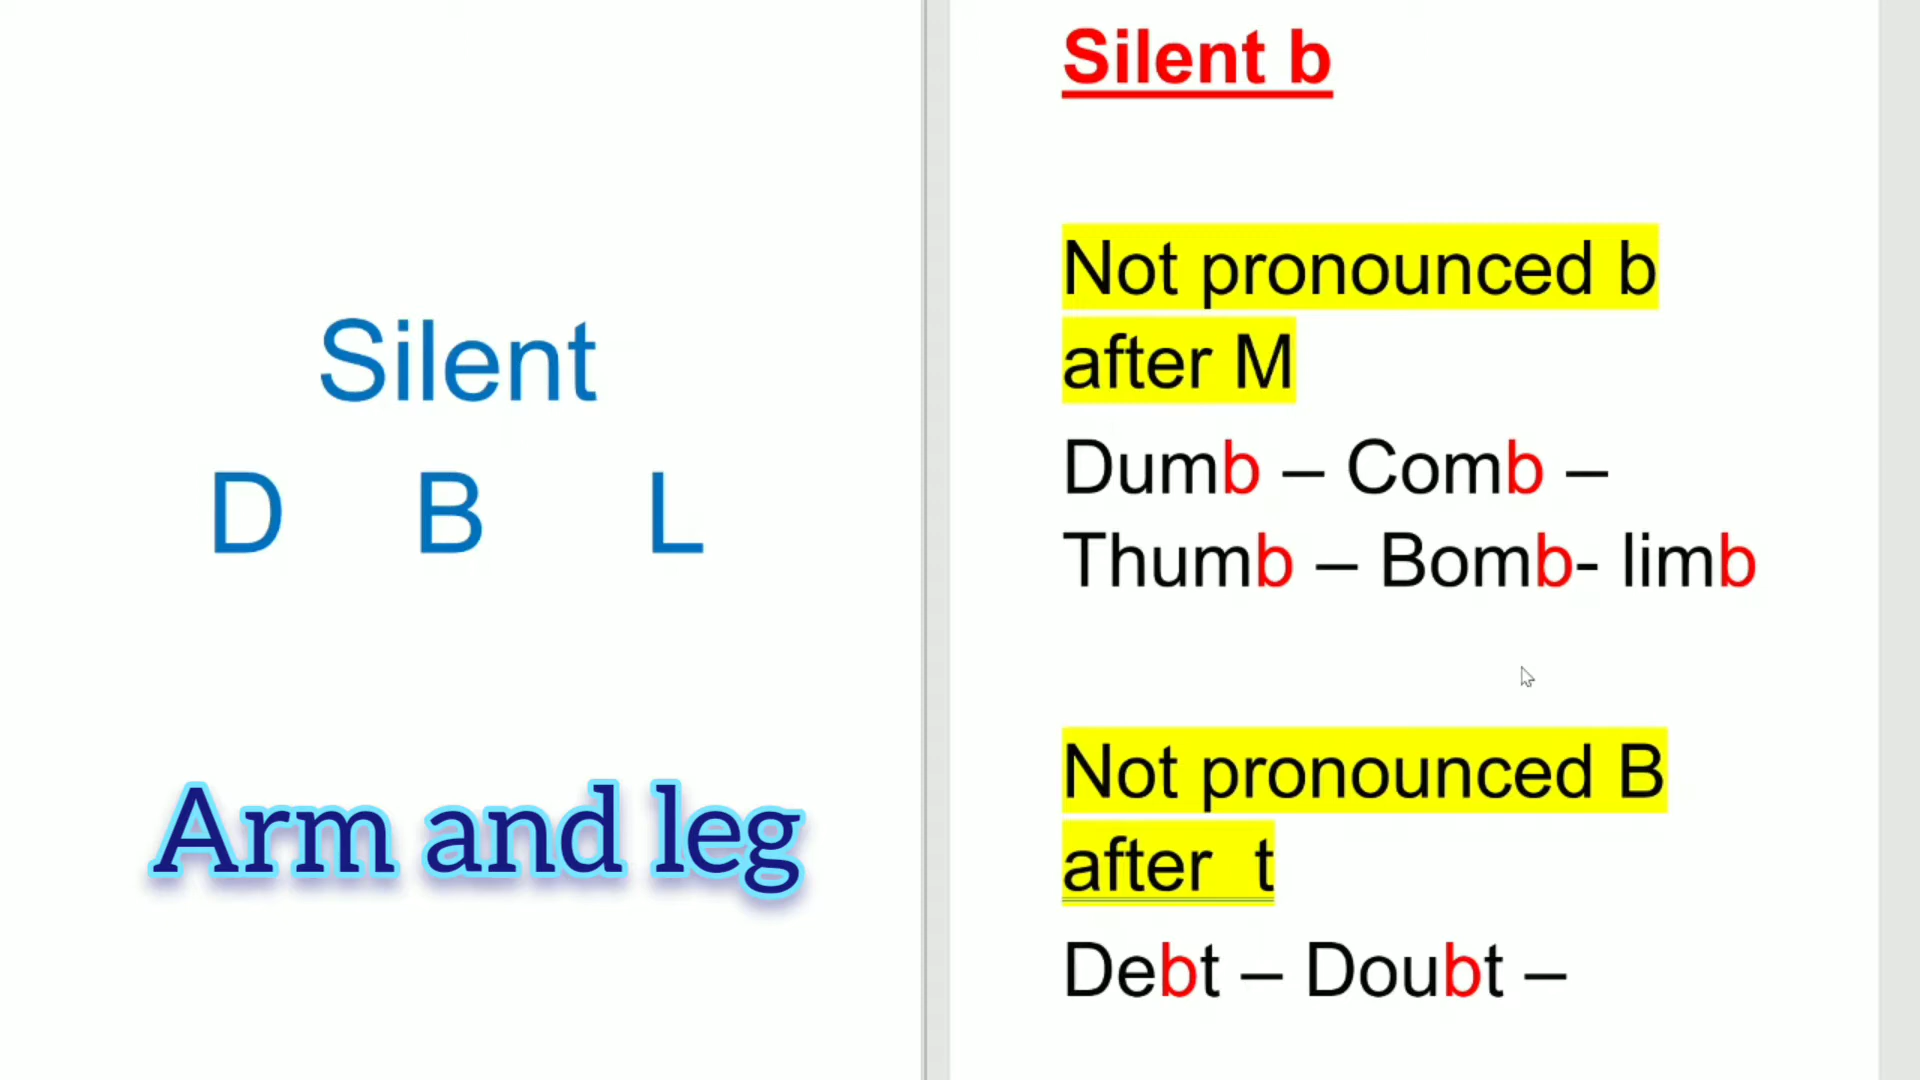 Silent
D B L
Arm and leg
Silent b
Not pronounced b
after M
Dumb – Comb –
Thumb – Bomb- limb
Not pronounced B
after t
Debt – Doubt –